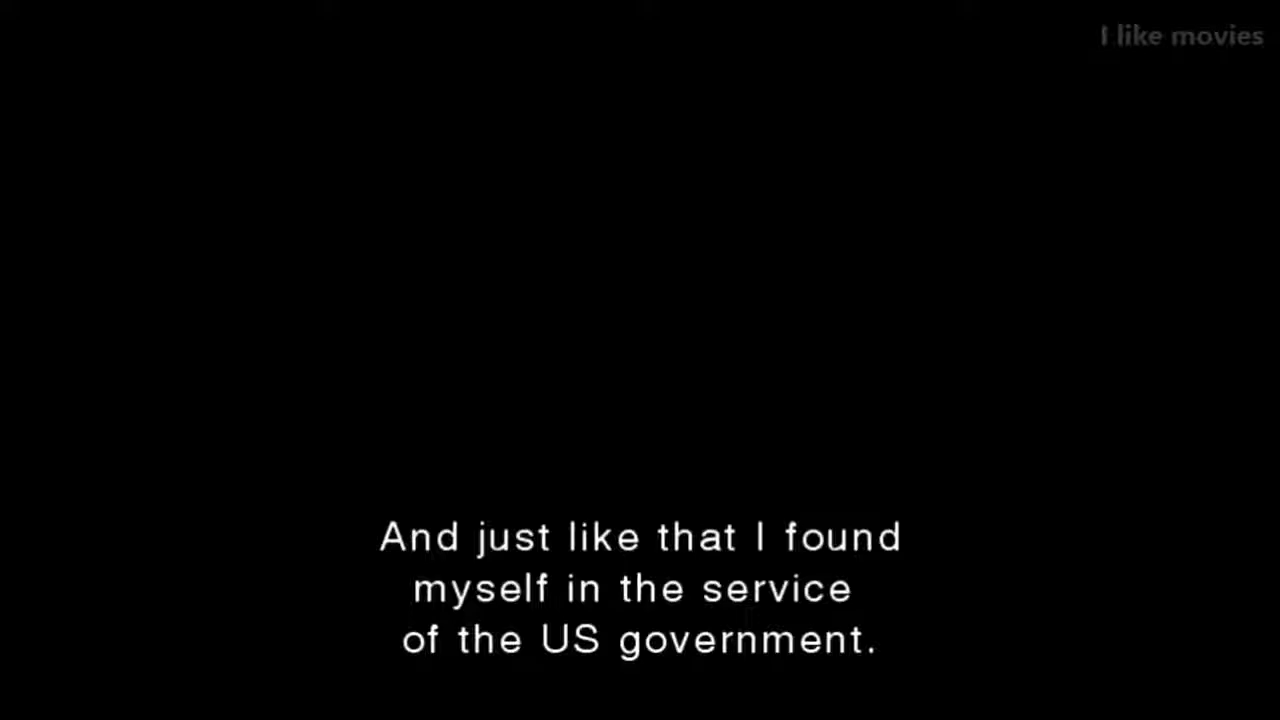 I like movies
And just like that I found
myself in the service
of the US government.